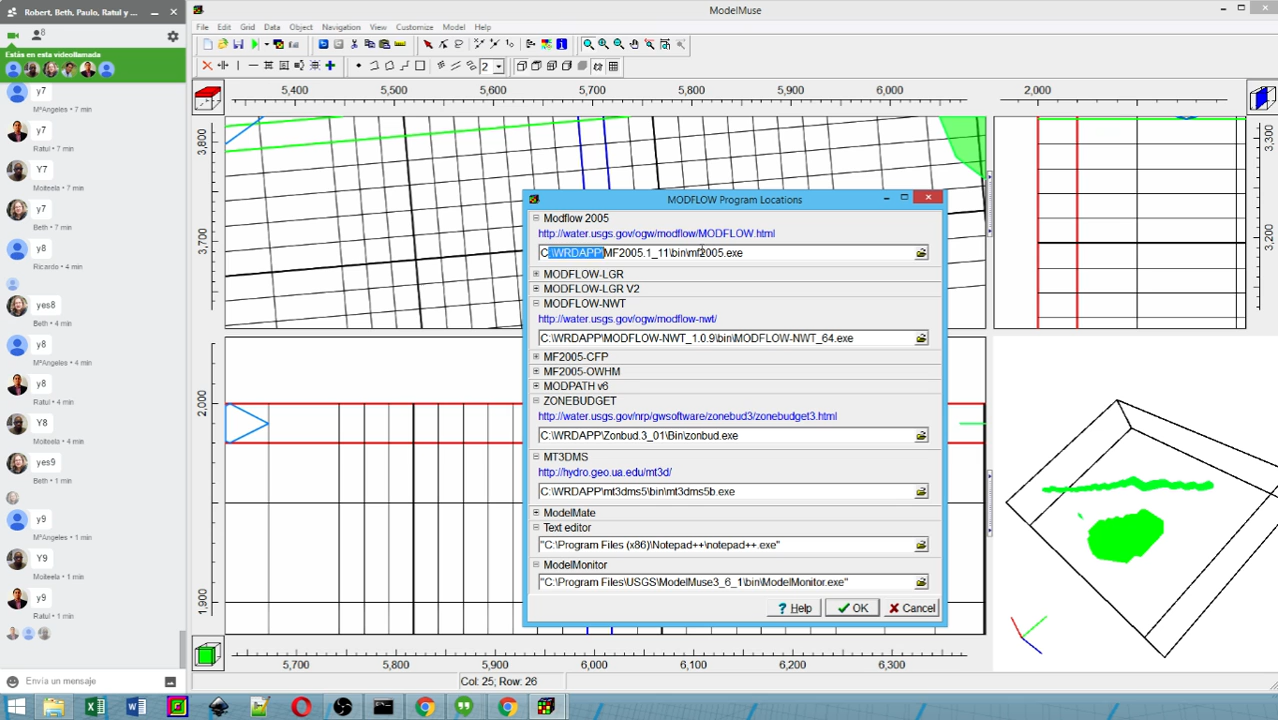 Robert, Beth, Paulo, Ratul y ...
8
Estás en esta videollamada
y7
MªAngeles • 7 min
y7
Ratul • 7 min
Y7
Moiteela • 7 min
y7
Beth • 7 min
y8
Ricardo • 4 min
yes8
Beth • 4 min
y8
MªAngeles • 4 min
y8
Ratul • 4 min
Y8
Moiteela • 4 min
yes9
Beth • 1 min
y9
MªAngeles • 1 min
Y9
Moiteela • 1 min
y9
Ratul • 1 min
Envía un mensaje
ModelMuse
File Edit Grid Data Object Navigation View Customize Model Help
2
5,400 5,500 5,600 5,700 5,800 5,900 6,000
2,000
3,800
3,700
3,300
3,200
MODFLOW Program Locations
Modflow 2005
http://water.usgs.gov/ogw/modflow/MODFLOW.html
C:\WRDAPP\MF2005.1_11\bin\mf2005.exe
MODFLOW-LGR
MODFLOW-LGR V2
MODFLOW-NWT
http://water.usgs.gov/ogw/modflow-nwt/
C:\WRDAPP\MODFLOW-NWT_1.0.9\bin\MODFLOW-NWT_64.exe
MF2005-CFP
MF2005-OWHM
MODPATH v6
ZONEBUDGET
http://water.usgs.gov/nrp/gwsoftware/zonebud3/zonebudget3.html
C:\WRDAPP\Zonbud.3_01\Bin\zonbud.exe
MT3DMS
http://hydro.geo.ua.edu/mt3d/
C:\WRDAPP\mt3dms5\bin\mt3dms5b.exe
ModelMate
Text editor
"C:\Program Files (x86)\Notepad++\notepad++.exe"
ModelMonitor
"C:\Program Files\USGS\ModelMuse3_6_1\bin\ModelMonitor.exe"
Help OK Cancel
2,000
1,900
5,700 5,800 5,900 6,000 6,100 6,200 6,300
Col: 25; Row: 26